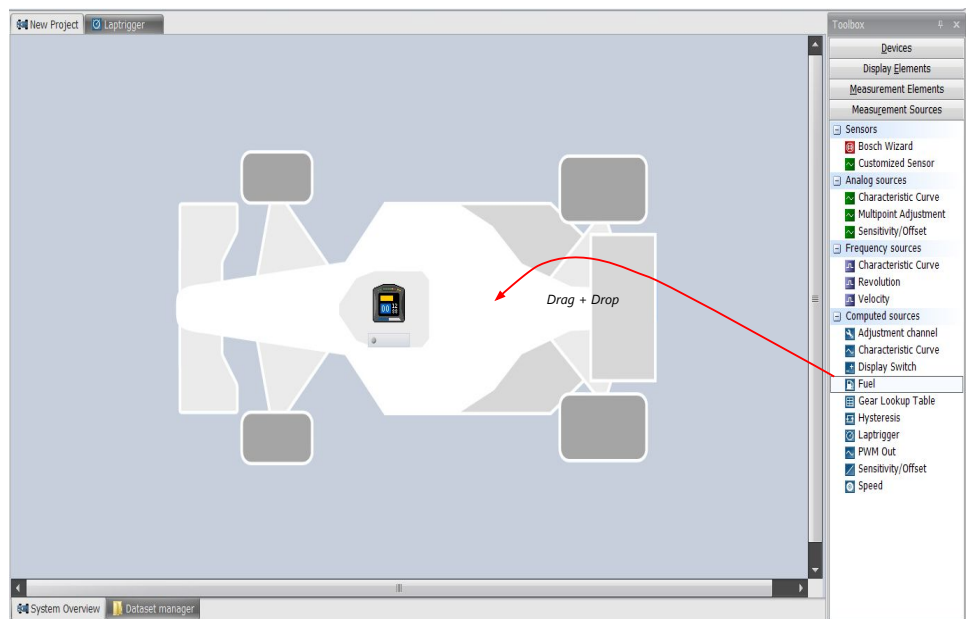 New Project
Laptrigger
Toolbox
Devices
Display Elements
Measurement Elements
Measurement Sources
Sensors
Bosch Wizard
Customized Sensor
Analog sources
Characteristic Curve
Multipoint Adjustment
Sensitivity/Offset
Frequency sources
Characteristic Curve
Revolution
Velocity
Computed sources
Adjustment channel
Characteristic Curve
Display Switch
Fuel
Gear Lookup Table
Hysteresis
Laptrigger
PWM Out
Sensitivity/Offset
Speed
Drag + Drop
System Overview
Dataset manager